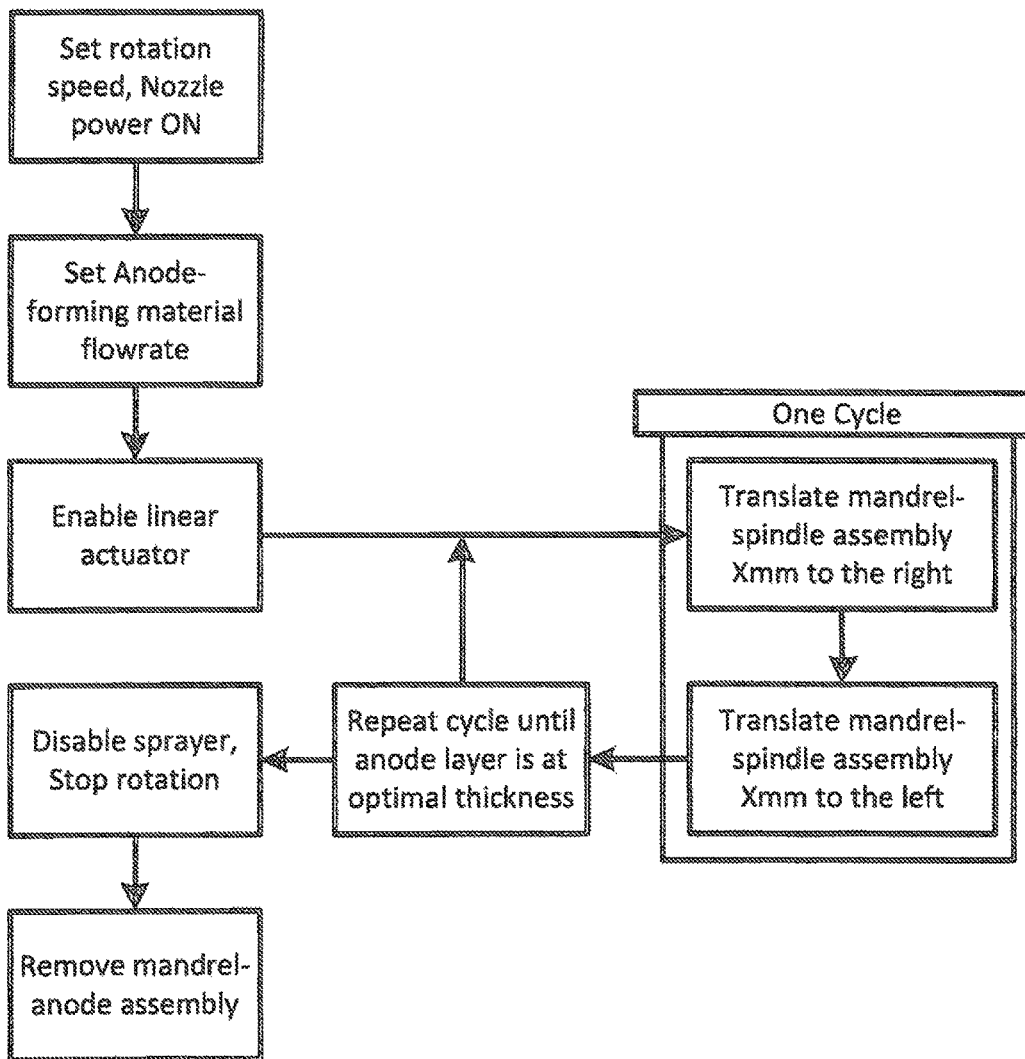 Set rotation
speed, Nozzle
power ON
Set Anode-
forming material
flowrate
Enable linear
actuator
One Cycle
Translate mandrel-
spindle assembly
Xmm to the right
Translate mandrel-
spindle assembly
Xmm to the left
Repeat cycle until
anode layer is at
optimal thickness
Disable sprayer,
Stop rotation
Remove mandrel-
anode assembly